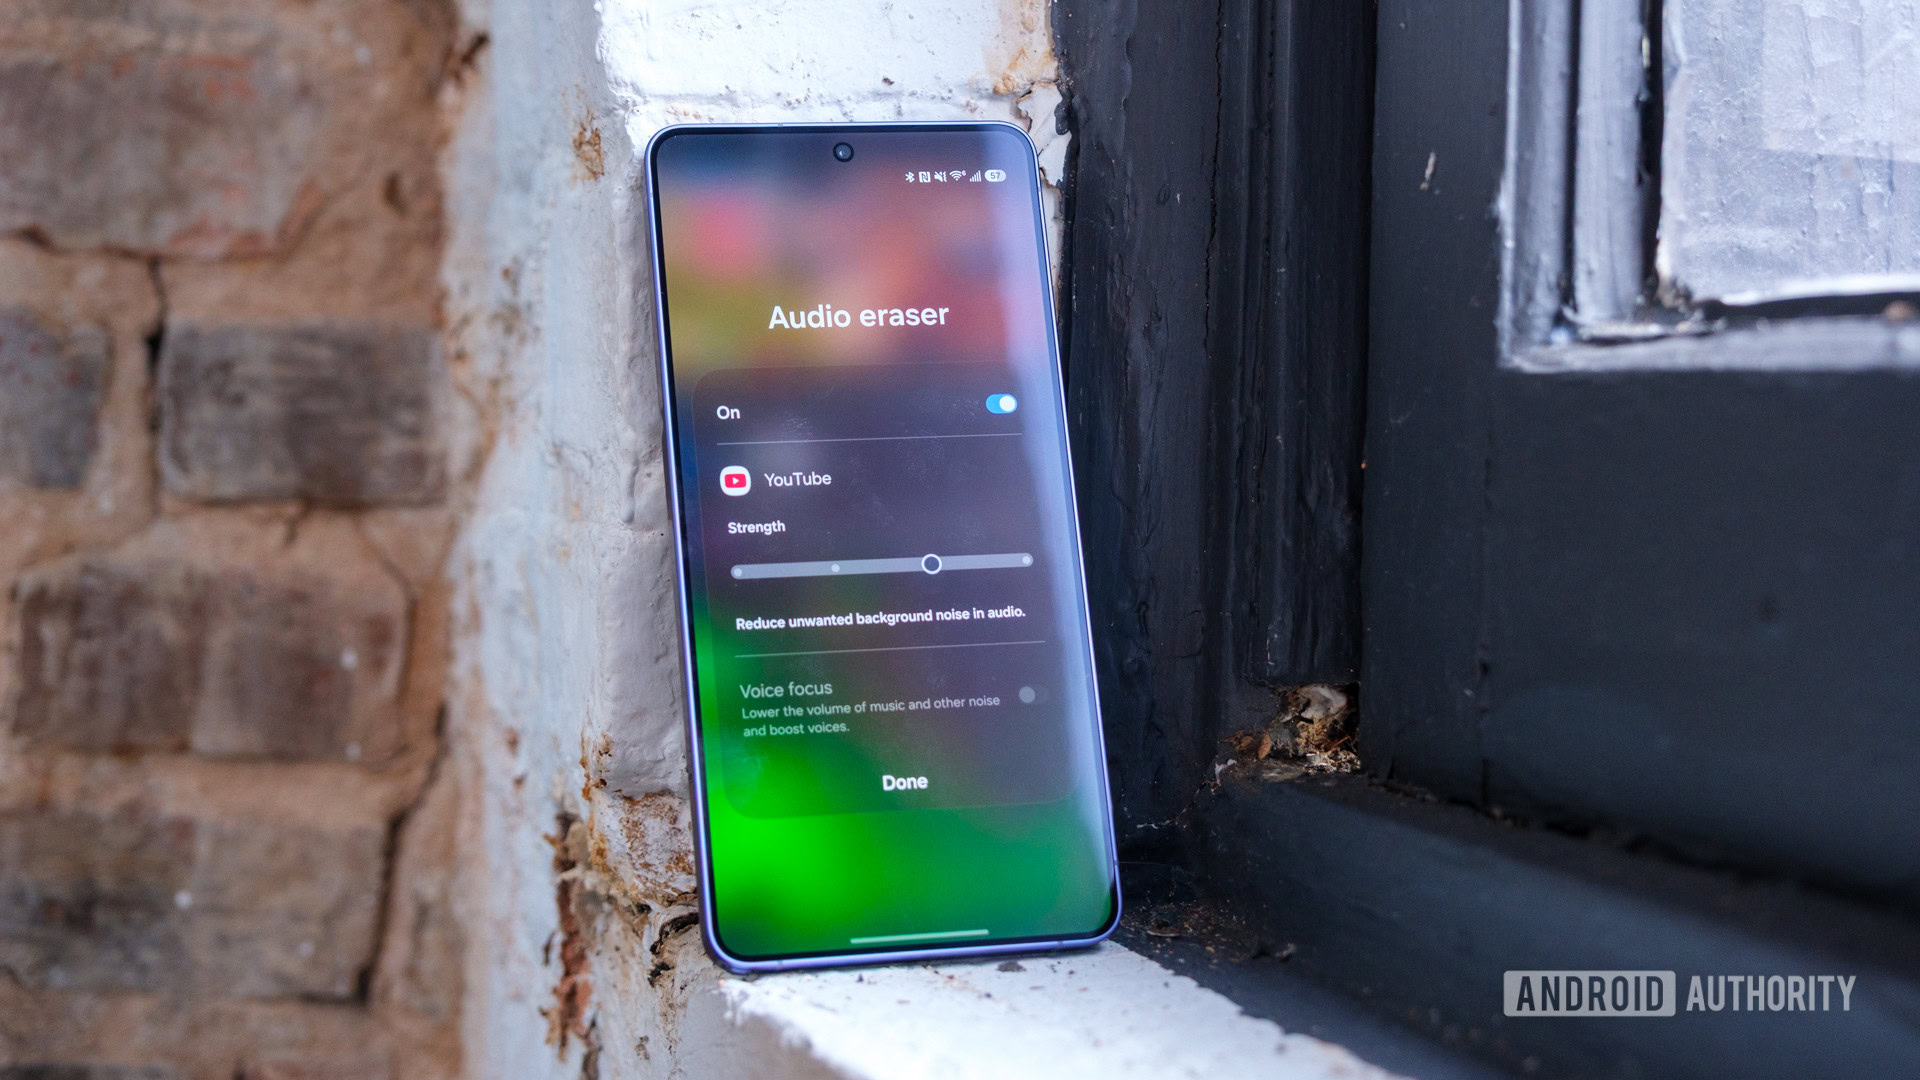 57
Audio eraser
On
YouTube
Strength
Reduce unwanted background noise in audio.
Voice focus
Lower the volume of music and other noise
and boost voices.
Done
ANDROID AUTHORITY